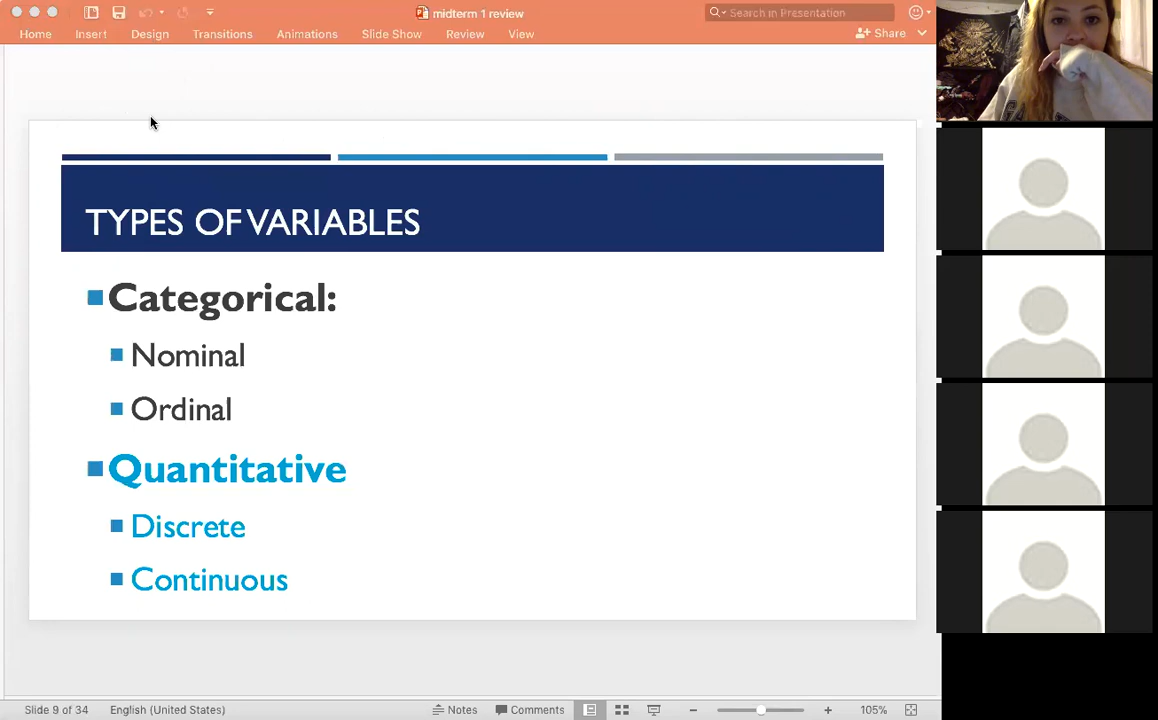 midterm 1 review
Search in Presentation
Home Insert Design Transitions Animations Slide Show Review View Share
TYPES OF VARIABLES
Categorical:
Nominal
Ordinal
Quantitative
Discrete
Continuous
Slide 9 of 34 English (United States) Notes Comments 105%